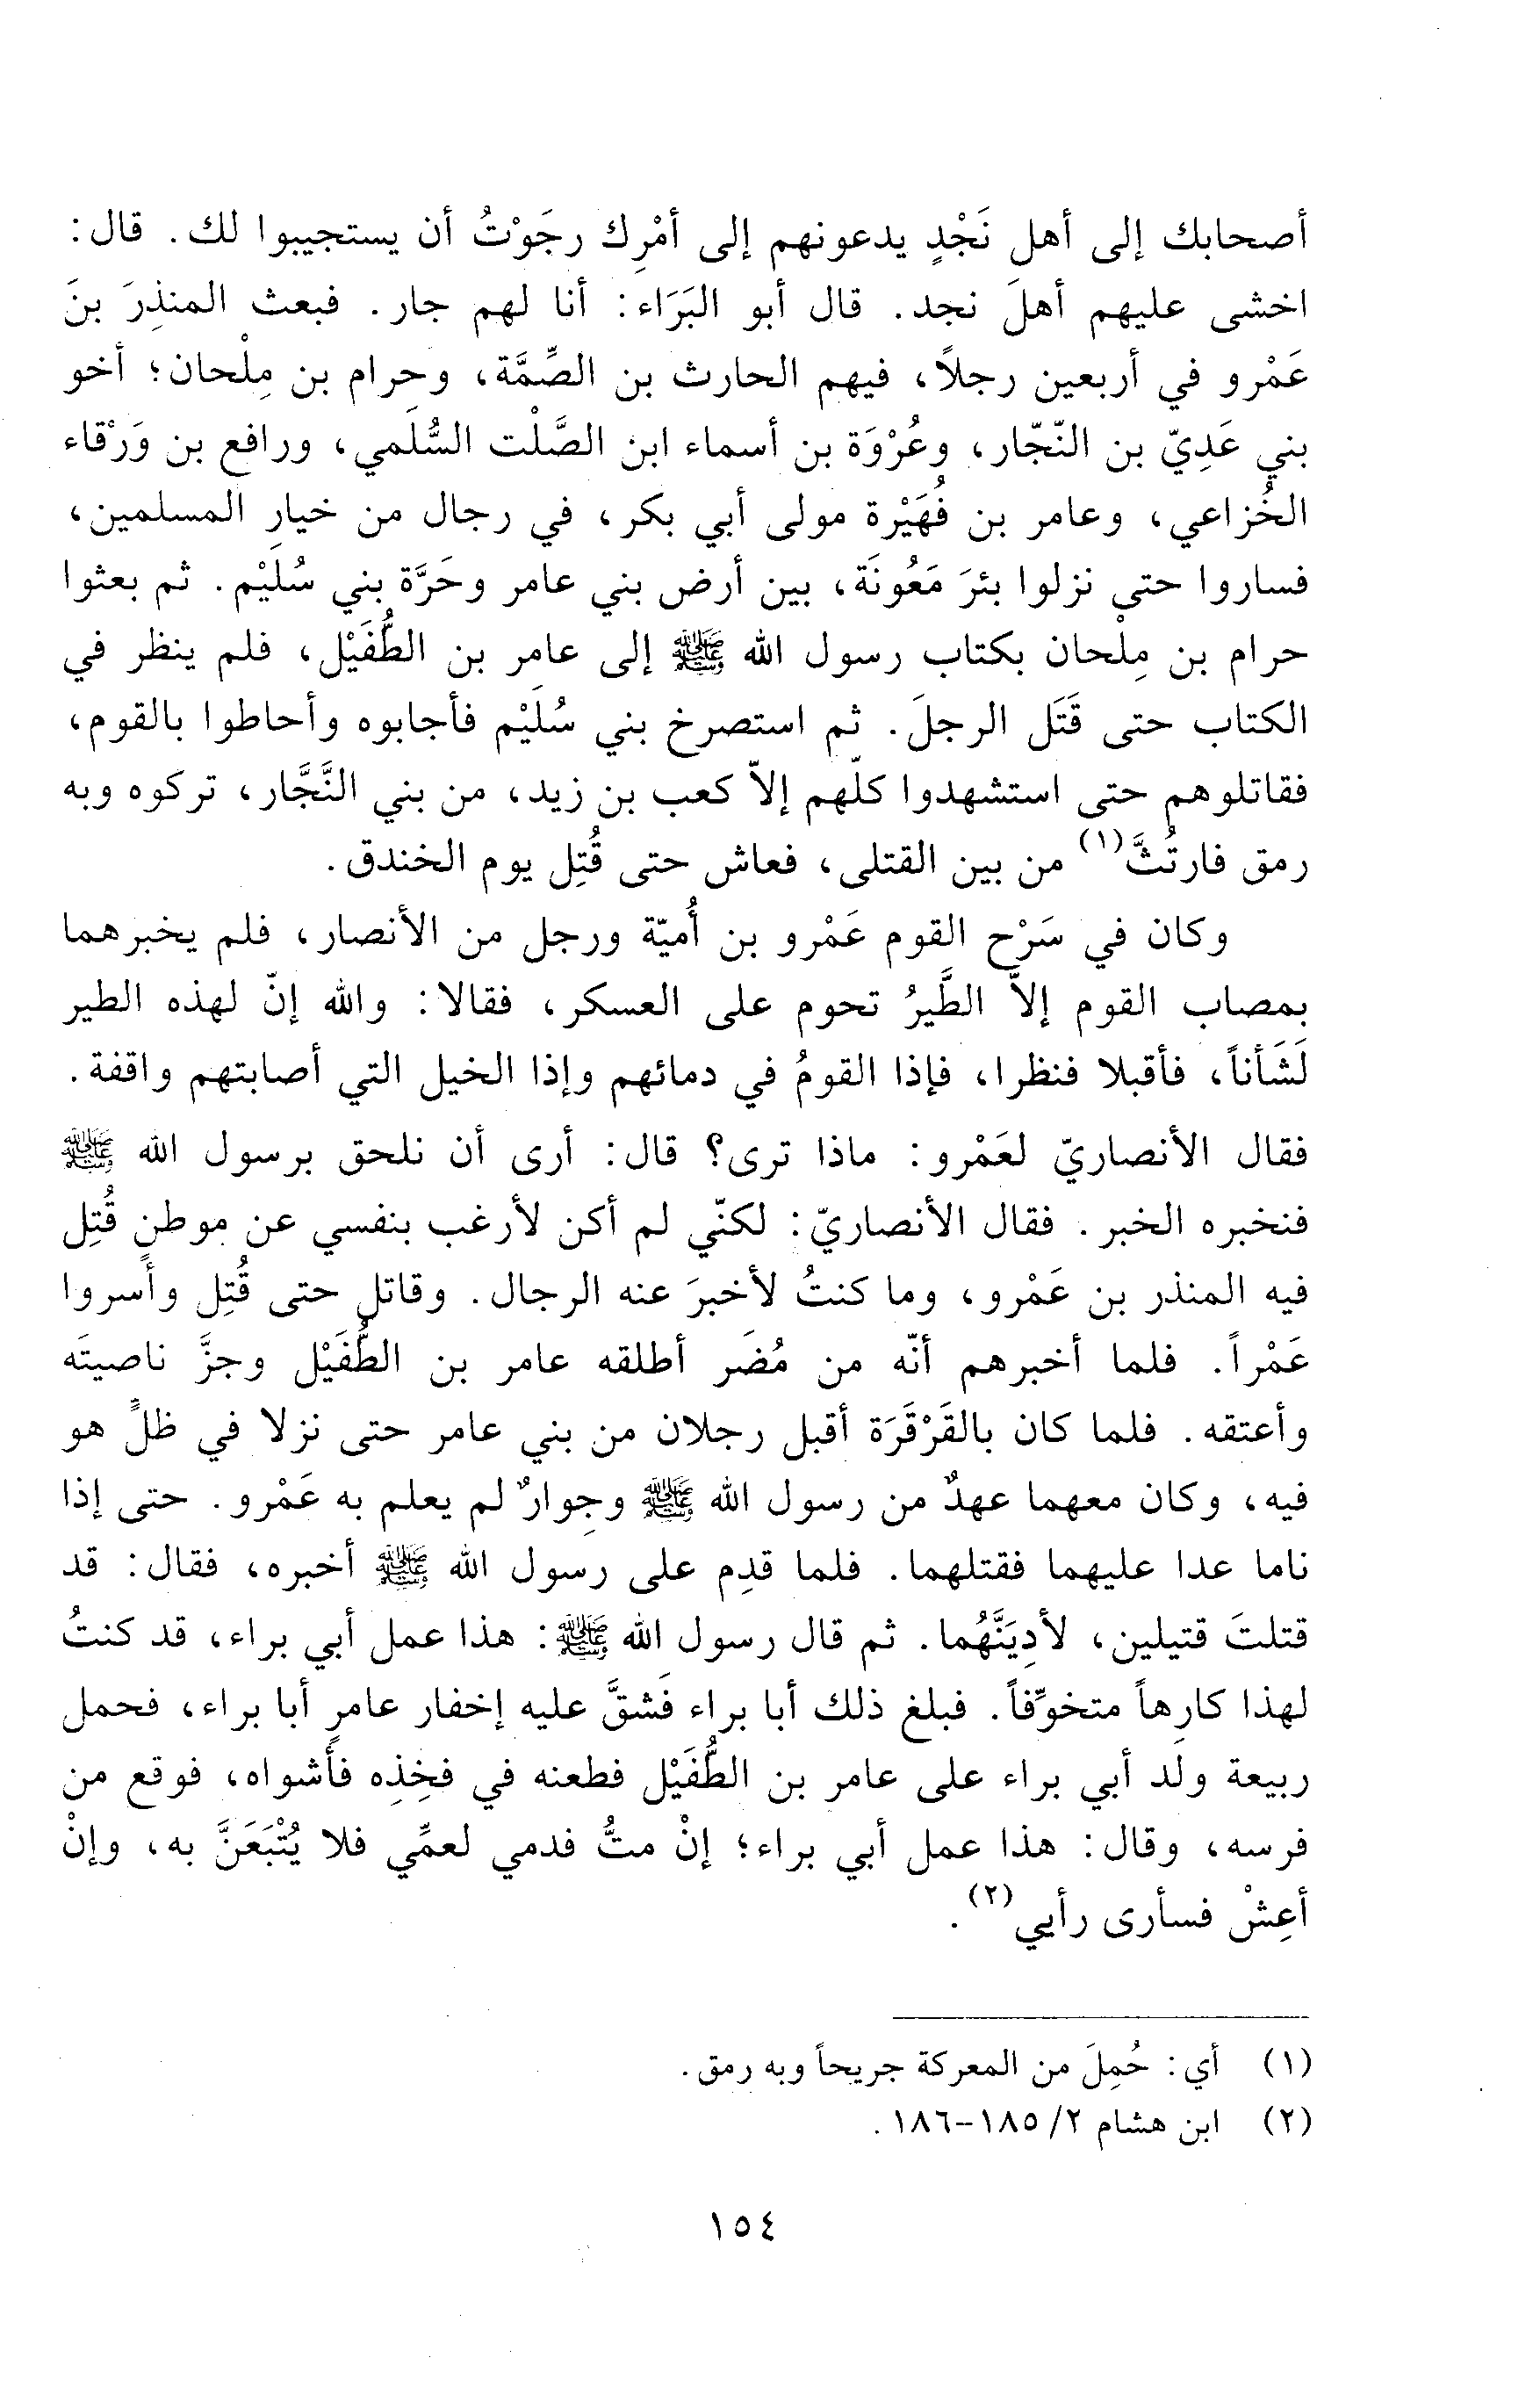 أصحابك إلى أهل نَجْدٍ يدعونهم إلى أمْرِك رجَوْتُ أن يستجيبوا لك. قال:
اخشى عليهم أهلَ نجد. قال أبو البَرَاء: أنا لهم جار. فبعث المنذِرَ بنَ
عَمْرو في أربعين رجلاً، فيهم الحارث بن الصِّمَّة، وحرام بن مِلْحان؛ أخو
بني عَدِيّ بن النّجّار، وعُرْوَة بن أسماء ابن الصَّلْت السُّلَمي، ورافع بن وَرْقاء
الخُزاعي، وعامر بن فُهَيْرة مولى أبي بكر، في رجال من خيار المسلمين،
فساروا حتى نزلوا بئرَ مَعُونَة، بين أرض بني عامر وحَرَّة بني سُلَيْم. ثم بعثوا
حرام بن مِلْحان بكتاب رسول الله ﷺ إلى عامر بن الطُّفَيْل، فلم ينظر في
الكتاب حتى قَتَل الرجلَ. ثم استصرخ بني سُلَيْم فأجابوه وأحاطوا بالقوم،
فقاتلوهم حتى استشهدوا كلّهم إلاّ كعب بن زيد، من بني النَّجَّار، تركوه وبه
رمق فارتُثَّ(١) من بين القتلى، فعاش حتى قُتِل يوم الخندق.
وكان في سَرْح القوم عَمْرو بن أُميّة ورجل من الأنصار، فلم يخبرهما
بمصاب القوم إلاّ الطَّيرُ تحوم على العسكر، فقالا: والله إنّ لهذه الطير
لَشَأناً، فأقبلا فنظرا، فإذا القومُ في دمائهم وإذا الخيل التي أصابتهم واقفة.
فقال الأنصاريّ لعَمْرو: ماذا ترى؟ قال: أرى أن نلحق برسول الله ﷺ
فنخبره الخبر. فقال الأنصاريّ: لكنّي لم أكن لأرغب بنفسي عن موطنٍ قُتِل
فيه المنذر بن عَمْرو، وما كنتُ لأخبرَ عنه الرجال. وقاتل حتى قُتِل وأسروا
عَمْراً. فلما أخبرهم أنّه من مُضَر أطلقه عامر بن الطُّفَيْل وجزَّ ناصيتَه
وأعتقه. فلما كان بالقَرْقَرَة أقبل رجلان من بني عامر حتى نزلا في ظلٍّ هو
فيه، وكان معهما عهدٌ من رسول الله ﷺ وجِوارٌ لم يعلم به عَمْرو. حتى إذا
ناما عدا عليهما فقتلهما. فلما قدِم على رسول الله ﷺ أخبره، فقال: قد
قتلتَ قتيلين، لأدِيَنَّهُما. ثم قال رسول الله ﷺ: هذا عمل أبي براء، قد كنتُ
لهذا كارِهاً متخوِّفاً. فبلغ ذلك أبا براء فَشقَّ عليه إخفار عامرٍ أبا براء، فحمل
ربيعة ولَد أبي براء على عامر بن الطُّفَيْل فطعنه في فخِذِه فأشواه، فوقع من
فرسه، وقال: هذا عمل أبي براء؛ إنْ متُّ فدمي لعمِّي فلا يُتْبَعَنَّ به، وإنْ
أعِشْ فسأرى رأيي(٢).
(١) أي: حُمِلَ من المعركة جريحاً وبه رمق.
(٢) ابن هشام ٢/ ١٨٥-١٨٦.
١٥٤